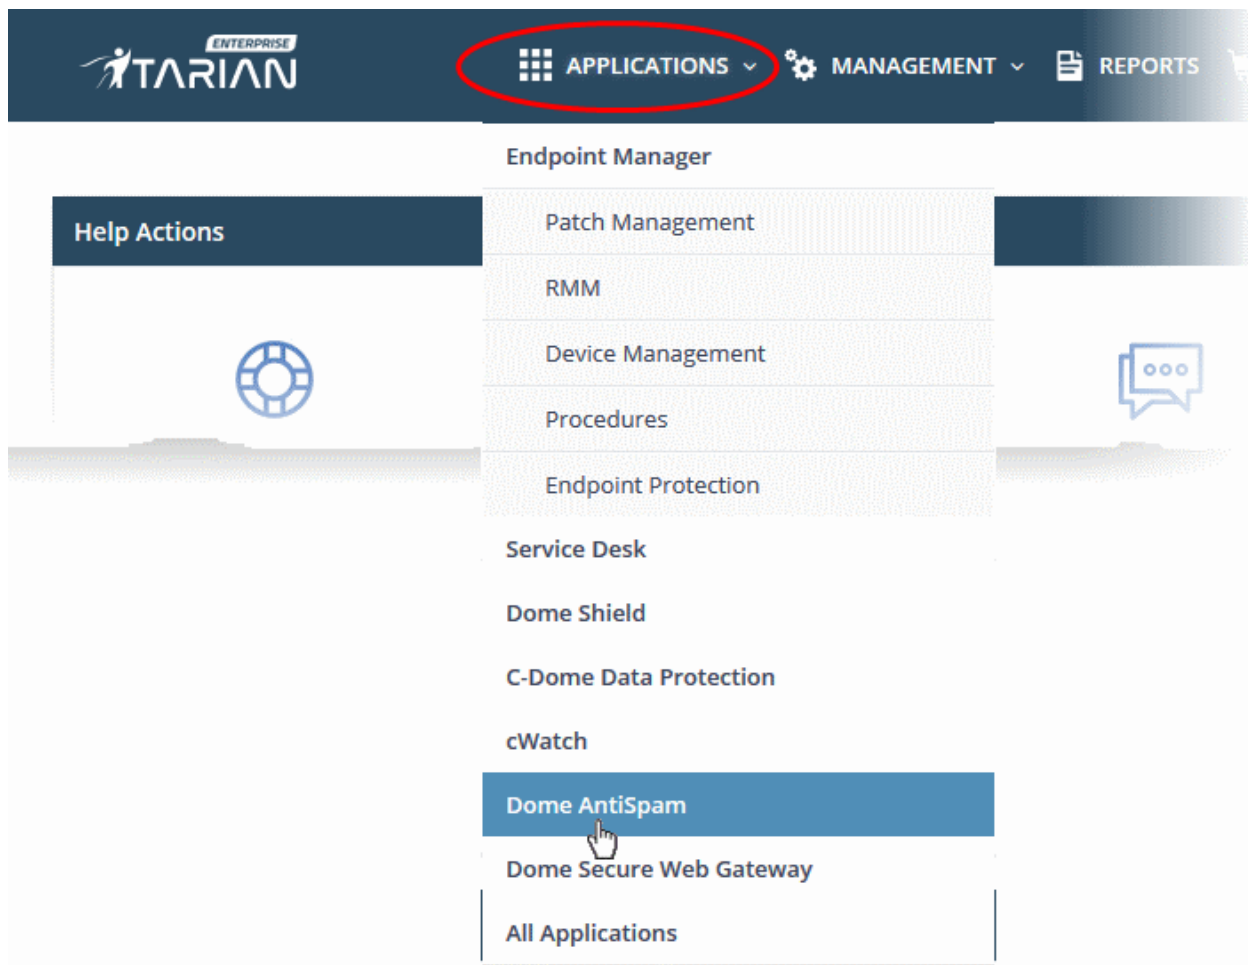 ENTERPRISE
ITARIAN
APPLICATIONS MANAGEMENT REPORTS
Endpoint Manager
Help Actions
Patch Management
RMM
Device Management
Procedures
Endpoint Protection
Service Desk
Dome Shield
C-Dome Data Protection
cWatch
Dome AntiSpam
Dome Secure Web Gateway
All Applications